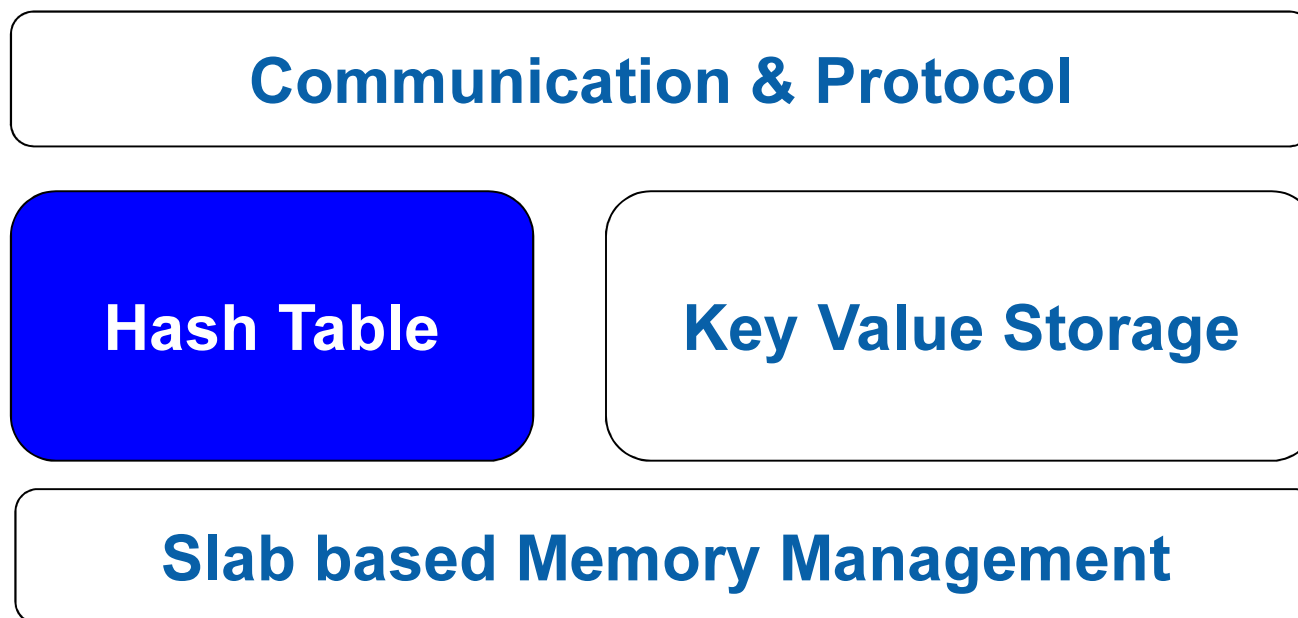 Communication & Protocol
Hash Table
Key Value Storage
Slab based Memory Management